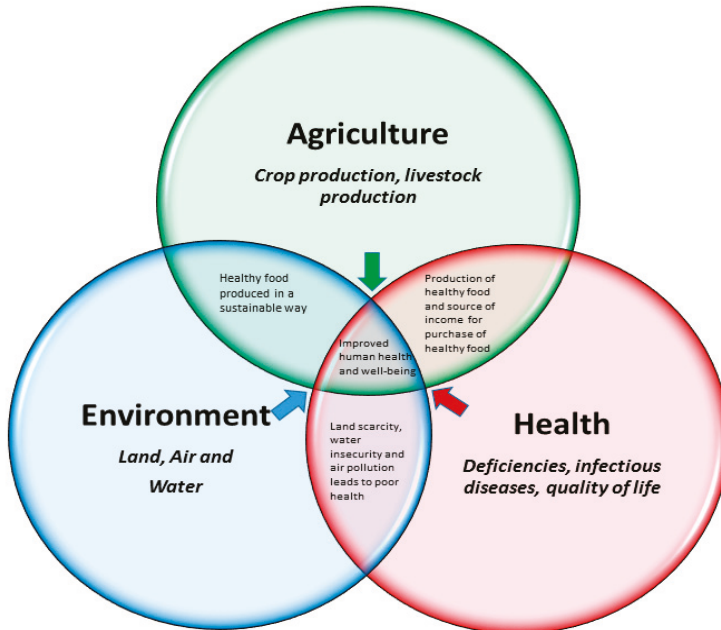 Agriculture
Crop production, livestock
production
Healthy food
produced in a
sustainable way
Production of
healthy food
and source of
income for
purchase of
healthy food
Improved
human health
and well-being
Environment
Land, Air and
Water
Land scarcity,
water
insecurity and
air pollution
leads to poor
health
Health
Deficiencies, infectious
diseases, quality of life